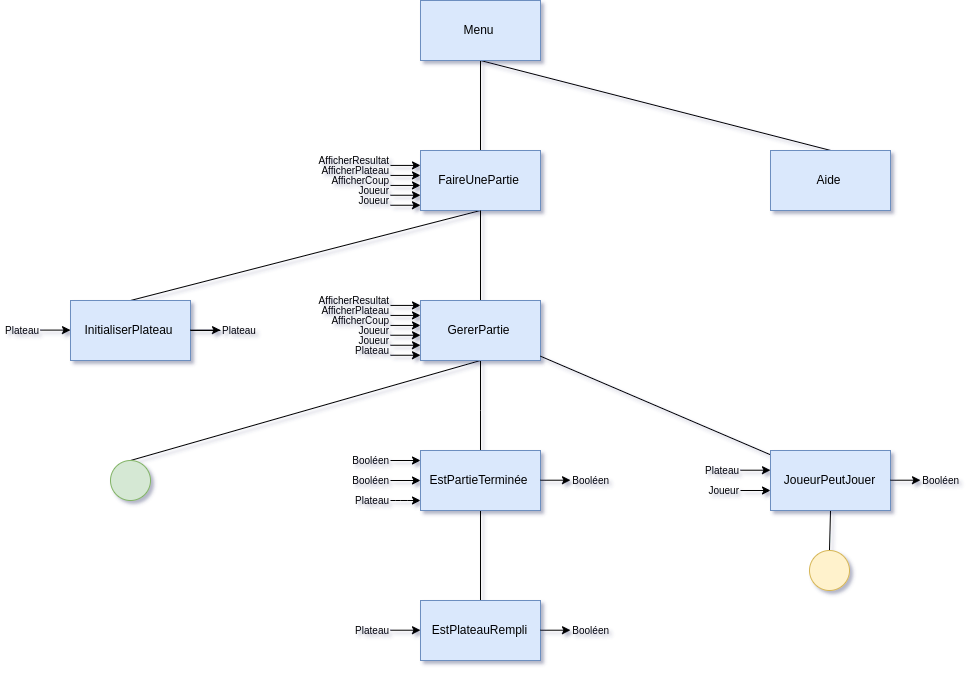 Menu
AfficherResultat
AfficherPlateau
AfficherCoup
Joueur
Joueur
FaireUnePartie
Aide
Plateau
InitialiserPlateau
Plateau
AfficherResultat
AfficherPlateau
AfficherCoup
Joueur
Joueur
Plateau
GererPartie
Booléen
Booléen
Plateau
EstPartieTerminée
Booléen
Plateau
Joueur
JoueurPeutJouer
Booléen
Plateau
EstPlateauRempli
Booléen